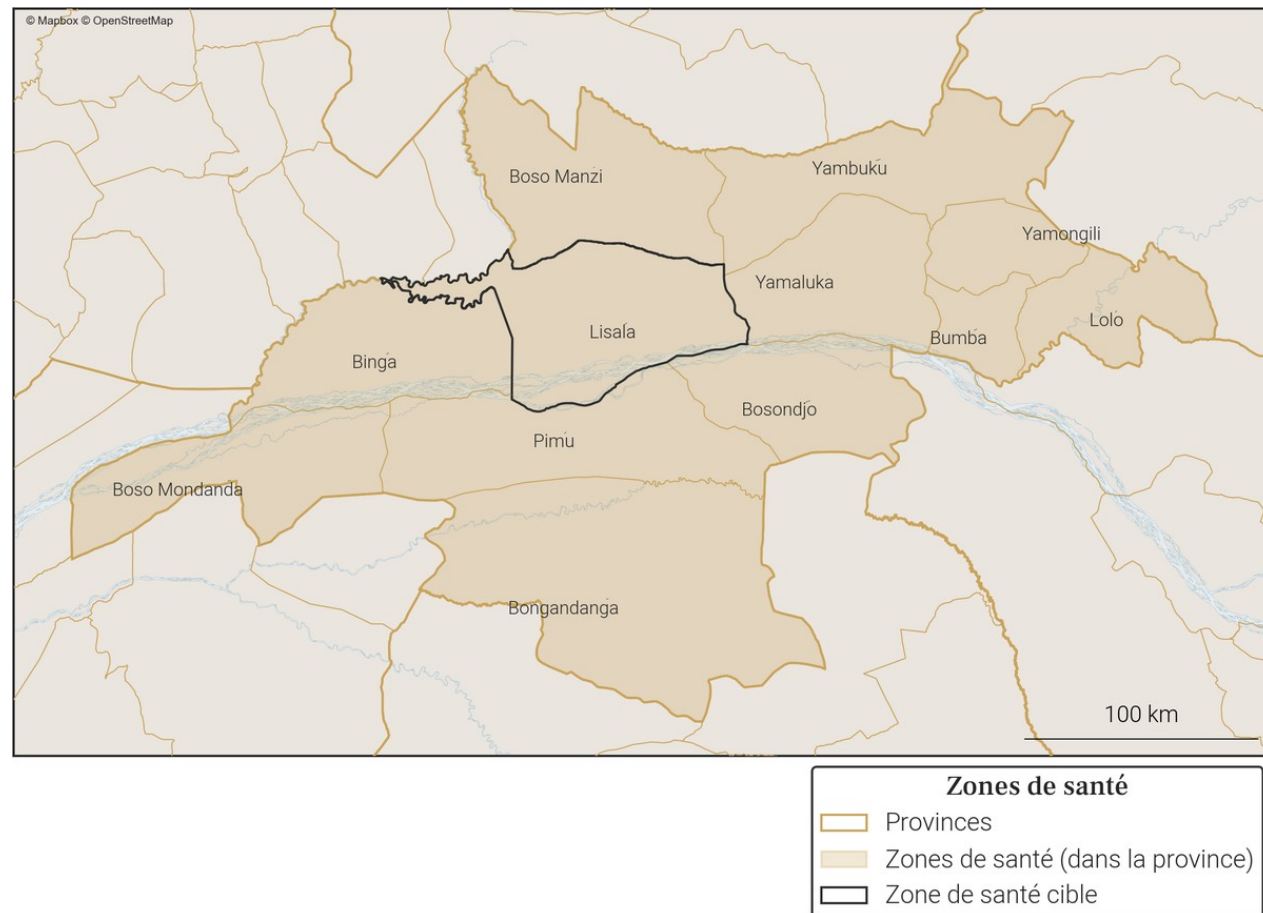 © Mapbox © OpenStreetMap
Boso Manzi
Yambuku
Yamongili
Yamaluka
Lolo
Lisala
Bumba
Binga
Bosondjo
Pimu
Boso Mondanda
Bongandanga
100 km
Zones de santé
Provinces
Zones de santé (dans la province)
Zone de santé cible